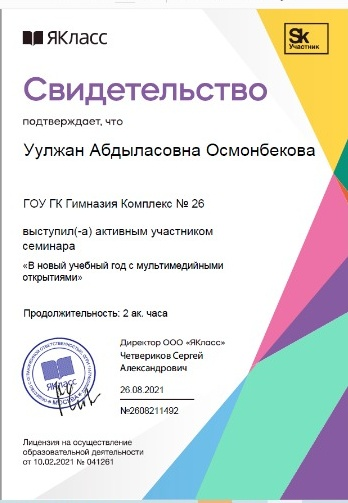 ЯКласс
Sk
Участник
Свидетельство
подтверждает, что
Уулжан Абдыласовна Осмонбекова
ГОУ ГК Гимназия Комплекс № 26
выступил(-а) активным участником
семинара
«В новый учебный год с мультимедийными
открытиями»
Продолжительность: 2 ак. часа
Директор ООО «ЯКласс»
Четвериков Сергей
Александрович
ЯКласс
МОСКВА
26.08.2021
№2608211492
Лицензия на осуществление
образовательной деятельности
от 10.02.2021 № 041261